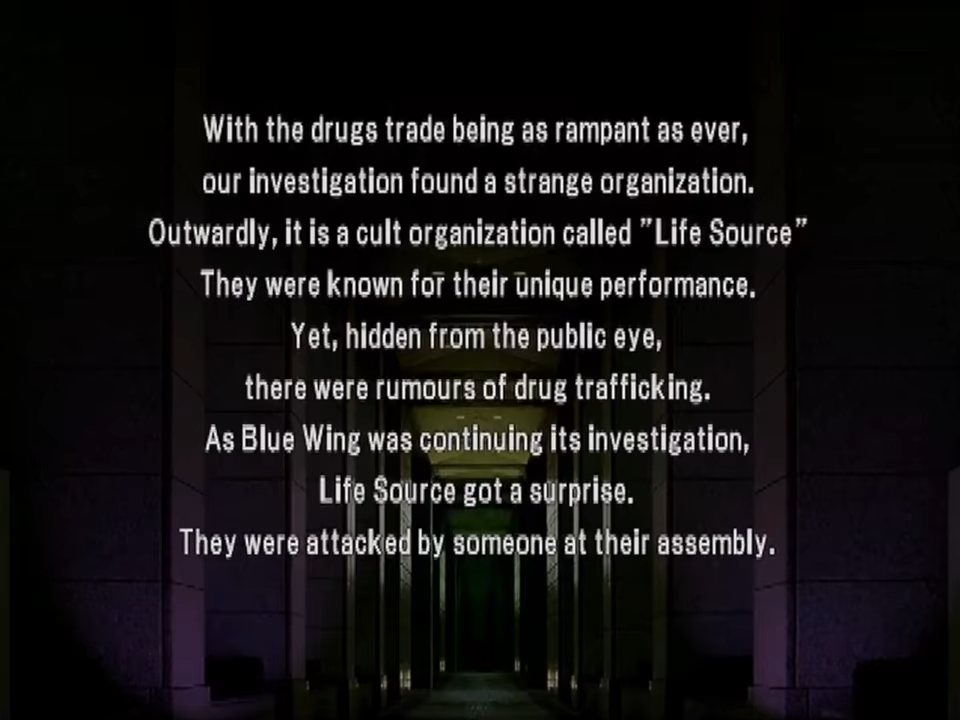 With the drugs trade being as rampant as ever,
our investigation found a strange organization.
Outwardly, it is a cult organization called "Life Source"
They were known for their unique performance.
Yet, hidden from the public eye,
there were rumours of drug trafficking.
As Blue Wing was continuing its investigation,
Life Source got a surprise.
They were attacked by someone at their assembly.